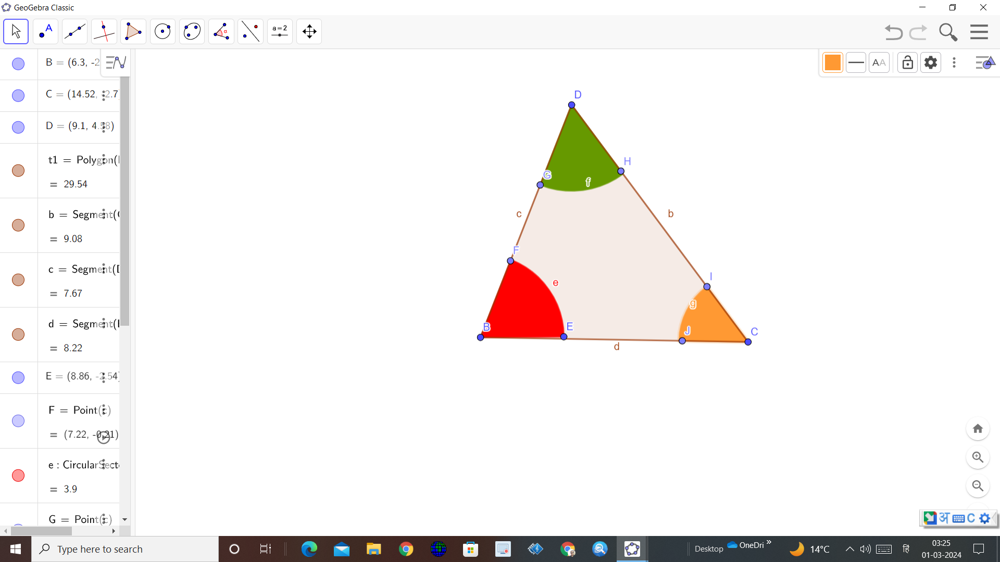 GeoGebra Classic
A
α
a=2
B = (6.3, -2
C = (14.52, -2.7)
D = (9.1, 4.58)
t1 = Polygon(
= 29.54
b = Segment(
= 9.08
c = Segment(
= 7.67
d = Segment(
= 8.22
E = (8.86, -2.54)
F = Point(c)
= (7.22, -0.21)
e : CircularSect
= 3.9
G = Point(c)
AA
D
H
G
f
c
b
F
I
e
g
B
E
J
C
d
अ C
Type here to search
Desktop
OneDri »
14°C
हि
03:25
01-03-2024